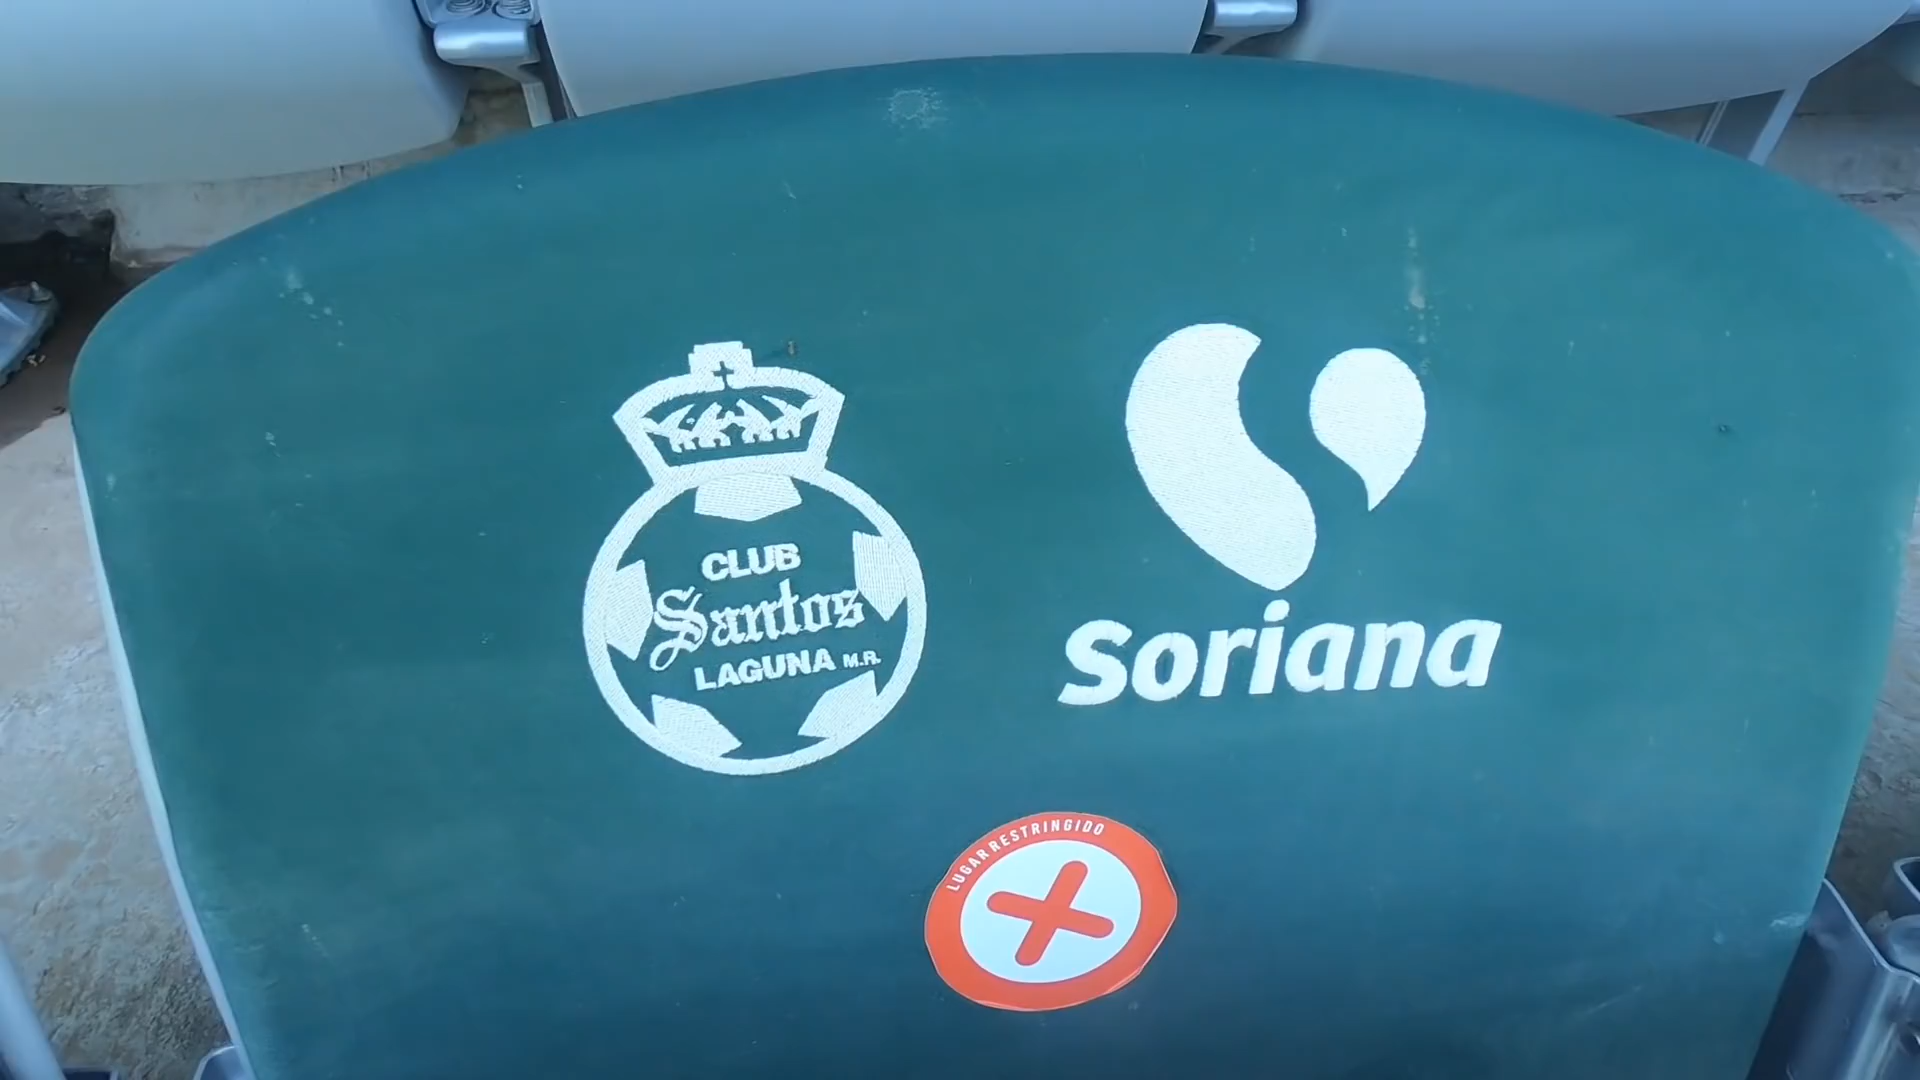 CLUB
Santos
LAGUNA M.R.
Soriana
LUGAR RESTRINGIDO